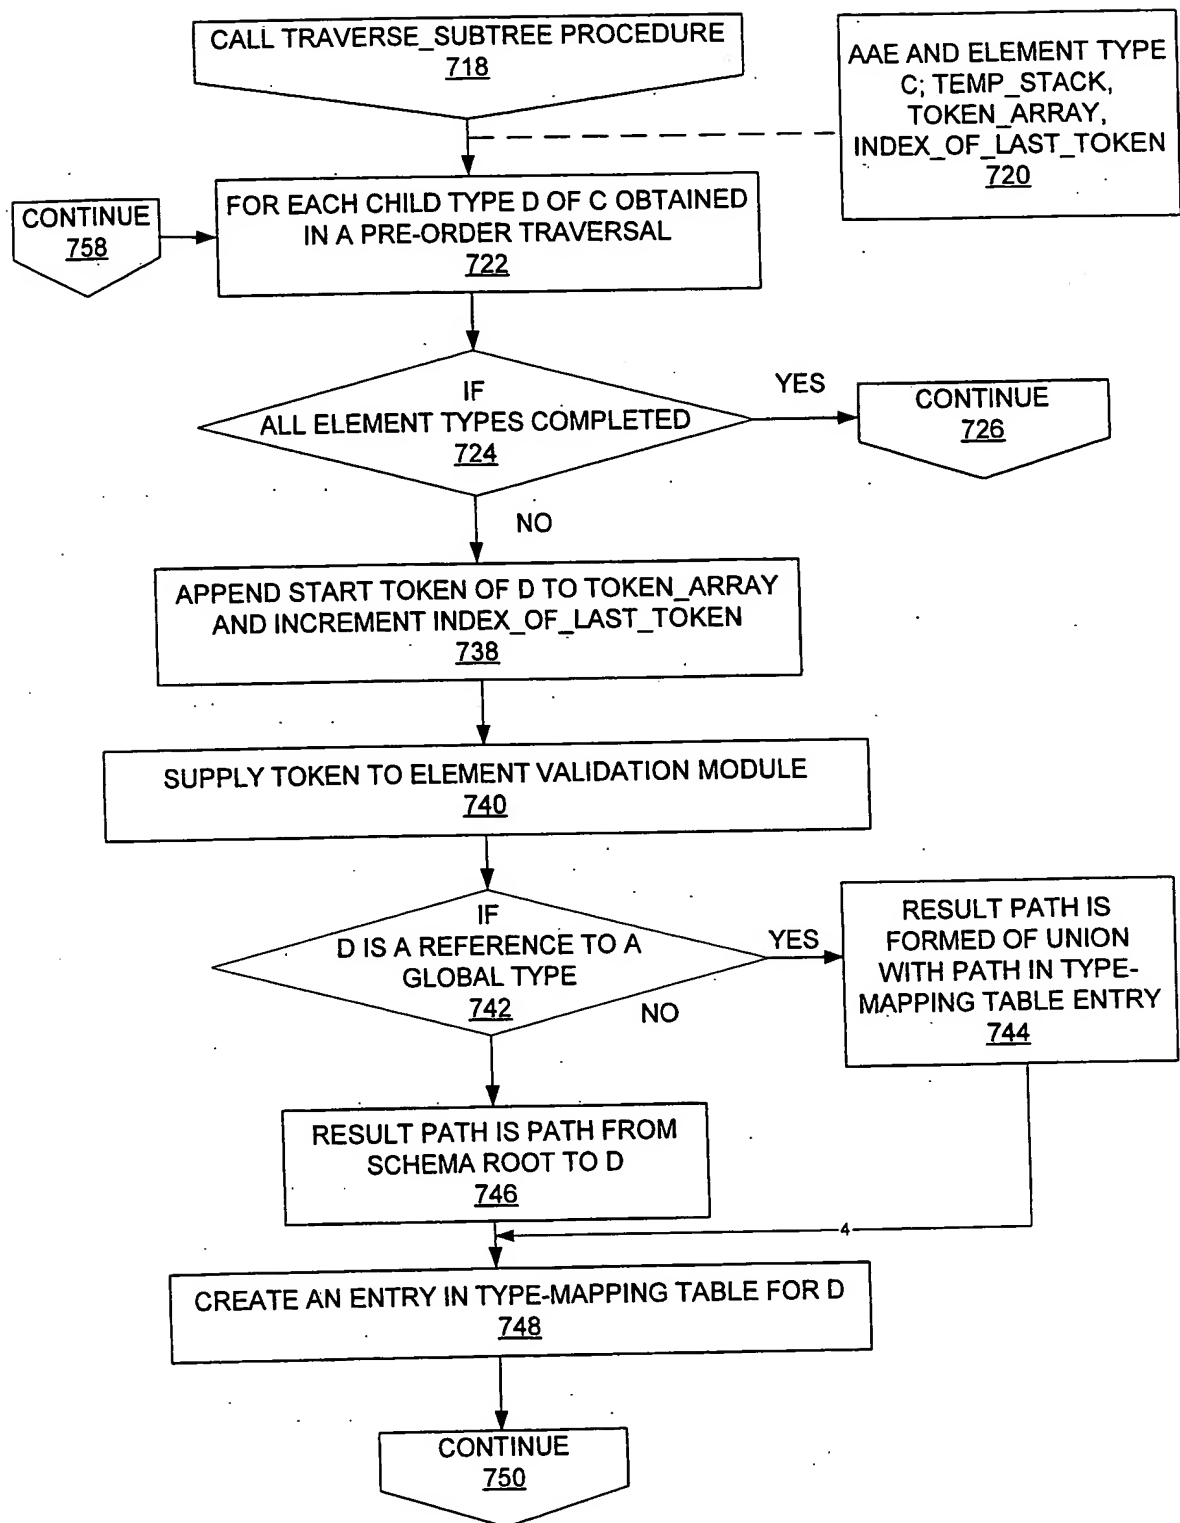 CALL TRAVERSE_SUBTREE PROCEDURE
718
AAE AND ELEMENT TYPE
C; TEMP_STACK,
TOKEN_ARRAY,
INDEX_OF_LAST_TOKEN
720
CONTINUE
758
FOR EACH CHILD TYPE D OF C OBTAINED
IN A PRE-ORDER TRAVERSAL
722
IF
ALL ELEMENT TYPES COMPLETED
724
YES
CONTINUE
726
NO
APPEND START TOKEN OF D TO TOKEN_ARRAY
AND INCREMENT INDEX_OF_LAST_TOKEN
738
SUPPLY TOKEN TO ELEMENT VALIDATION MODULE
740
IF
D IS A REFERENCE TO A
GLOBAL TYPE
742
YES
NO
RESULT PATH IS
FORMED OF UNION
WITH PATH IN TYPE-
MAPPING TABLE ENTRY
744
RESULT PATH IS PATH FROM
SCHEMA ROOT TO D
746
4
CREATE AN ENTRY IN TYPE-MAPPING TABLE FOR D
748
CONTINUE
750